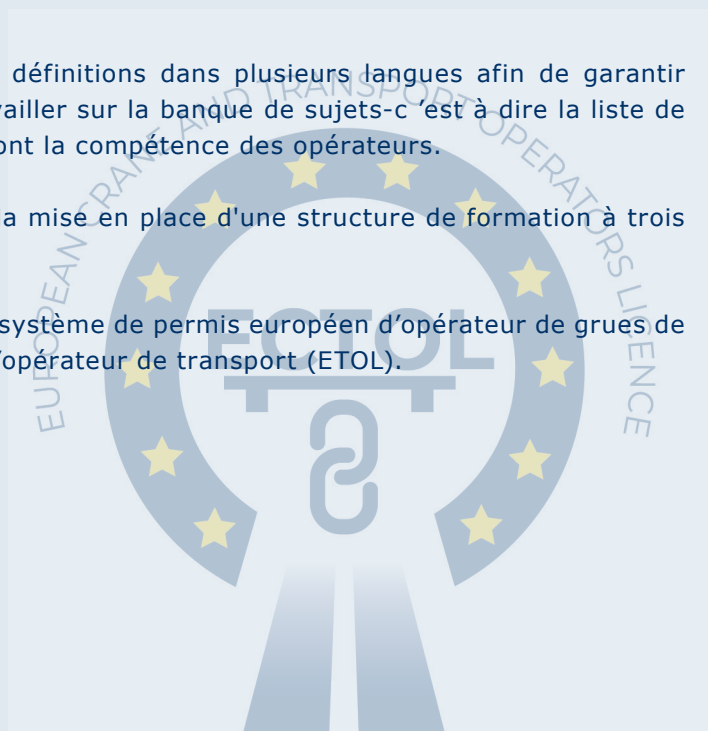 définitions dans plusieurs langues afin de garantir
vailler sur la banque de sujets-c ’est à dire la liste de
ont la compétence des opérateurs.
a mise en place d'une structure de formation à trois
système de permis européen d’opérateur de grues de
’opérateur de transport (ETOL).
EUROPEAN CRANE AND TRANSPORT OPERATORS LICENCE
ECTOL